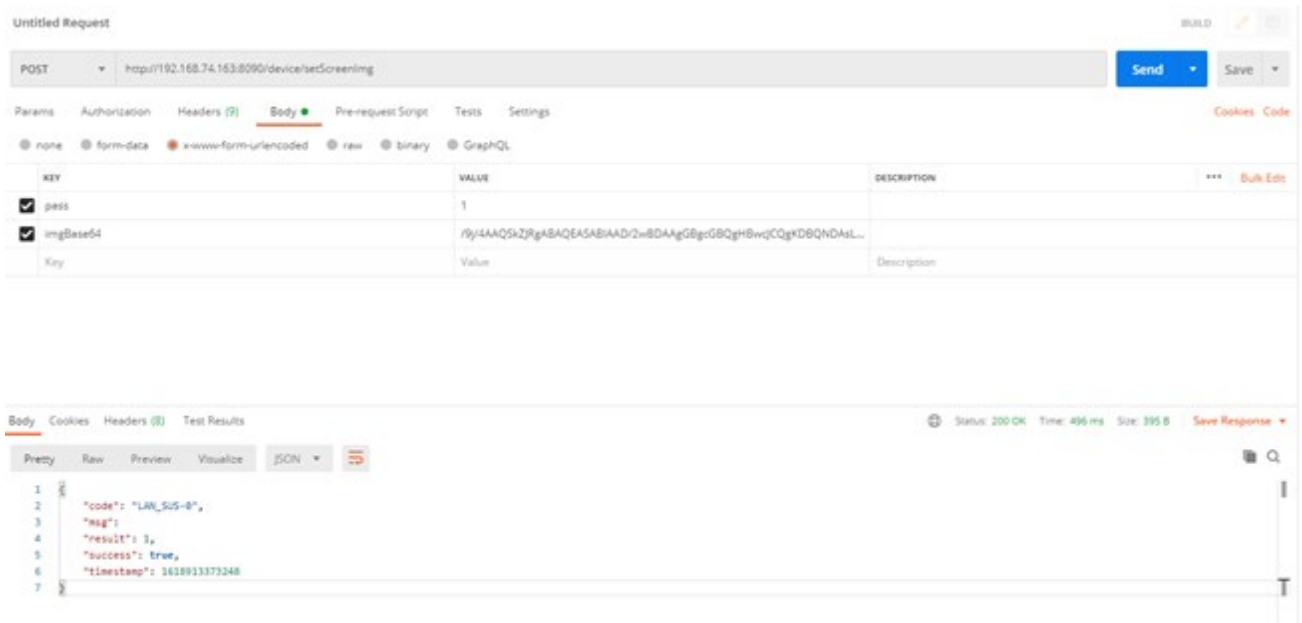 Untitled Request BUILD
POST http://192.168.74.163:8090/device/setScreenImg Send Save
Params Authorization Headers (9) Body Pre-request Script Tests Settings Cookies Code
none form-data x-www-form-urlencoded raw binary GraphQL
KEY VALUE DESCRIPTION ••• Bulk Edit
pass 1
imgBase64
Key Value Description
Body Cookies Headers (8) Test Results Status: 200 OK Time: 496 ms Size: 395 B Save Response
Pretty Raw Preview Visualize JSON
1 {
2 "code": "LAN_SUS-0",
3 "msg":
4 "result": 1,
5 "success": true,
6 "timestamp": 1618913373248
7 }